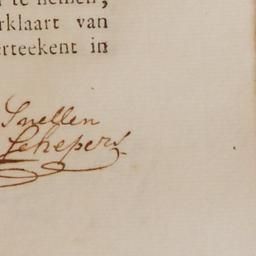 te nemen,
rklaart van
erteekent in
Snellen
Schepers